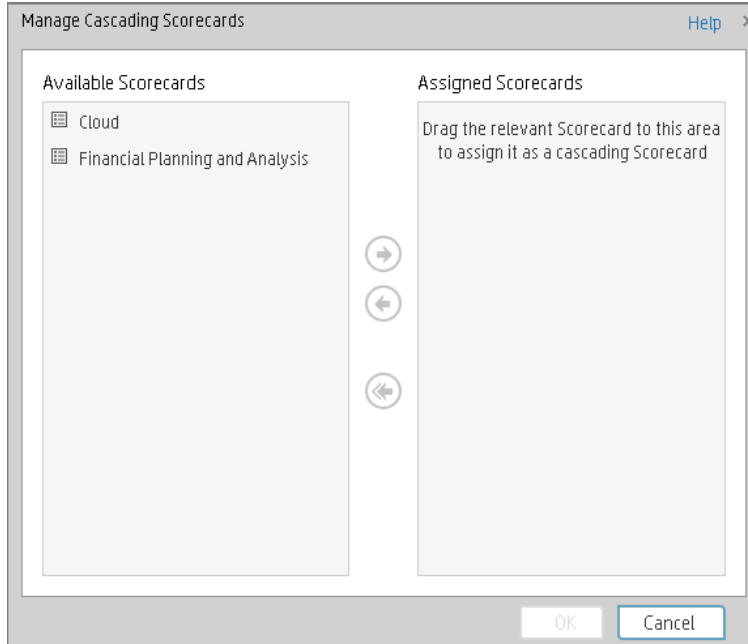 Manage Cascading Scorecards
Help
Available Scorecards
Assigned Scorecards
Cloud
Financial Planning and Analysis
Drag the relevant Scorecard to this area
to assign it as a cascading Scorecard
OK
Cancel